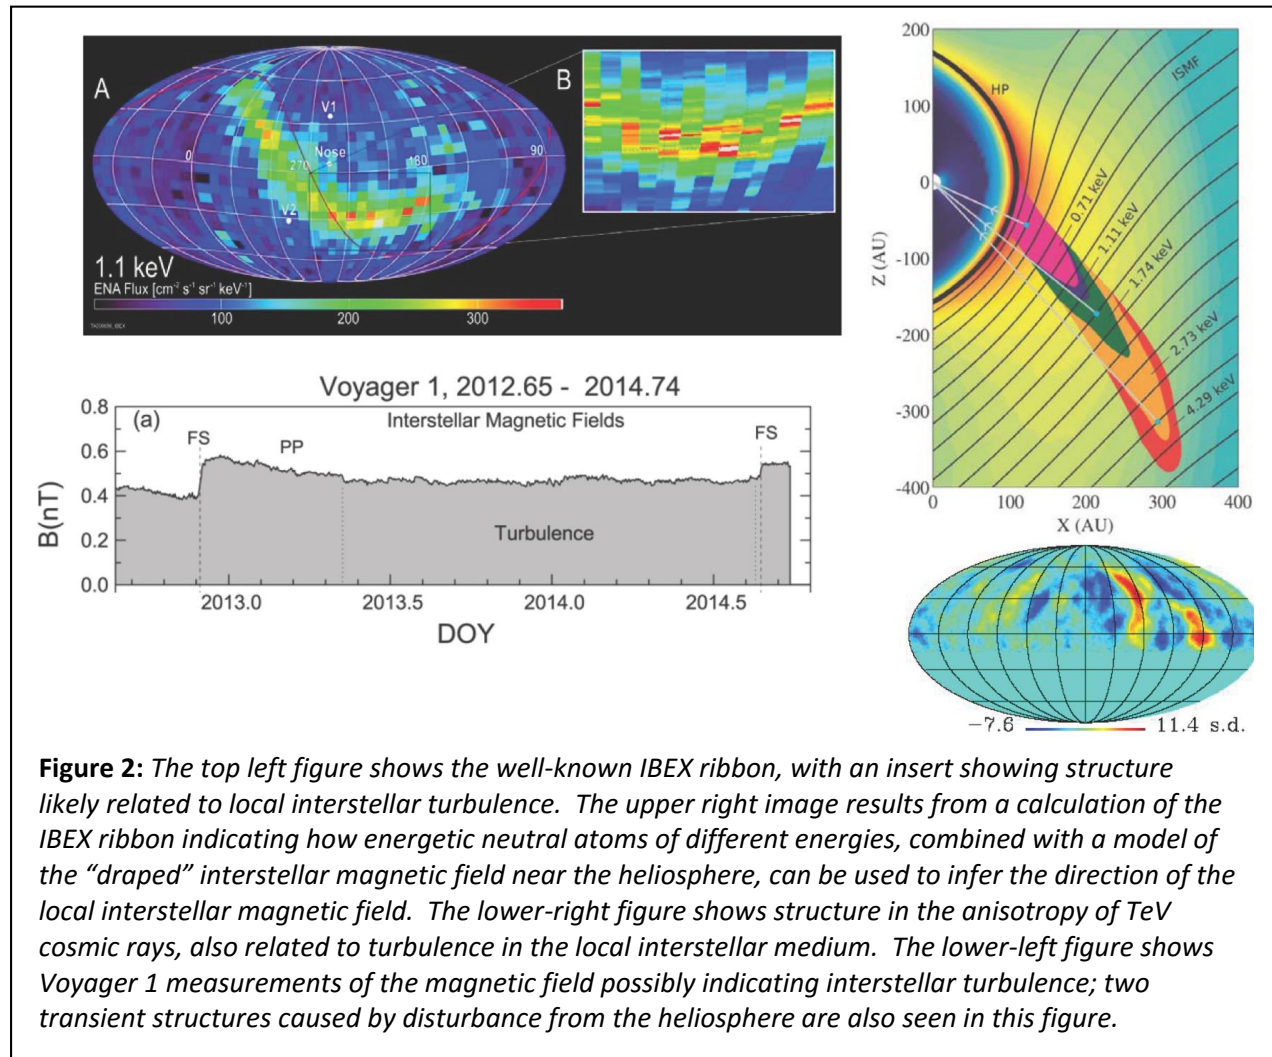 A
B
V1
Nose
0
270
180
90
V2
1.1 keV
ENA Flux [cm⁻² s⁻¹ sr⁻¹ keV⁻¹]
100 200 300
Voyager 1, 2012.65 - 2014.74
(a)
Interstellar Magnetic Fields
FS
PP
FS
Turbulence
B(nT)
0.8
0.6
0.4
0.2
0.0
2013.0 2013.5 2014.0 2014.5
DOY
200
100
0
-100
-200
-300
-400
Z (AU)
HP
ISMF
0.71 keV
1.11 keV
1.74 keV
2.73 keV
4.29 keV
0 100 200 300 400
X (AU)
−7.6 11.4 s.d.
Figure 2: The top left figure shows the well-known IBEX ribbon, with an insert showing structure
likely related to local interstellar turbulence. The upper right image results from a calculation of the
IBEX ribbon indicating how energetic neutral atoms of different energies, combined with a model of
the “draped” interstellar magnetic field near the heliosphere, can be used to infer the direction of the
local interstellar magnetic field. The lower-right figure shows structure in the anisotropy of TeV
cosmic rays, also related to turbulence in the local interstellar medium. The lower-left figure shows
Voyager 1 measurements of the magnetic field possibly indicating interstellar turbulence; two
transient structures caused by disturbance from the heliosphere are also seen in this figure.